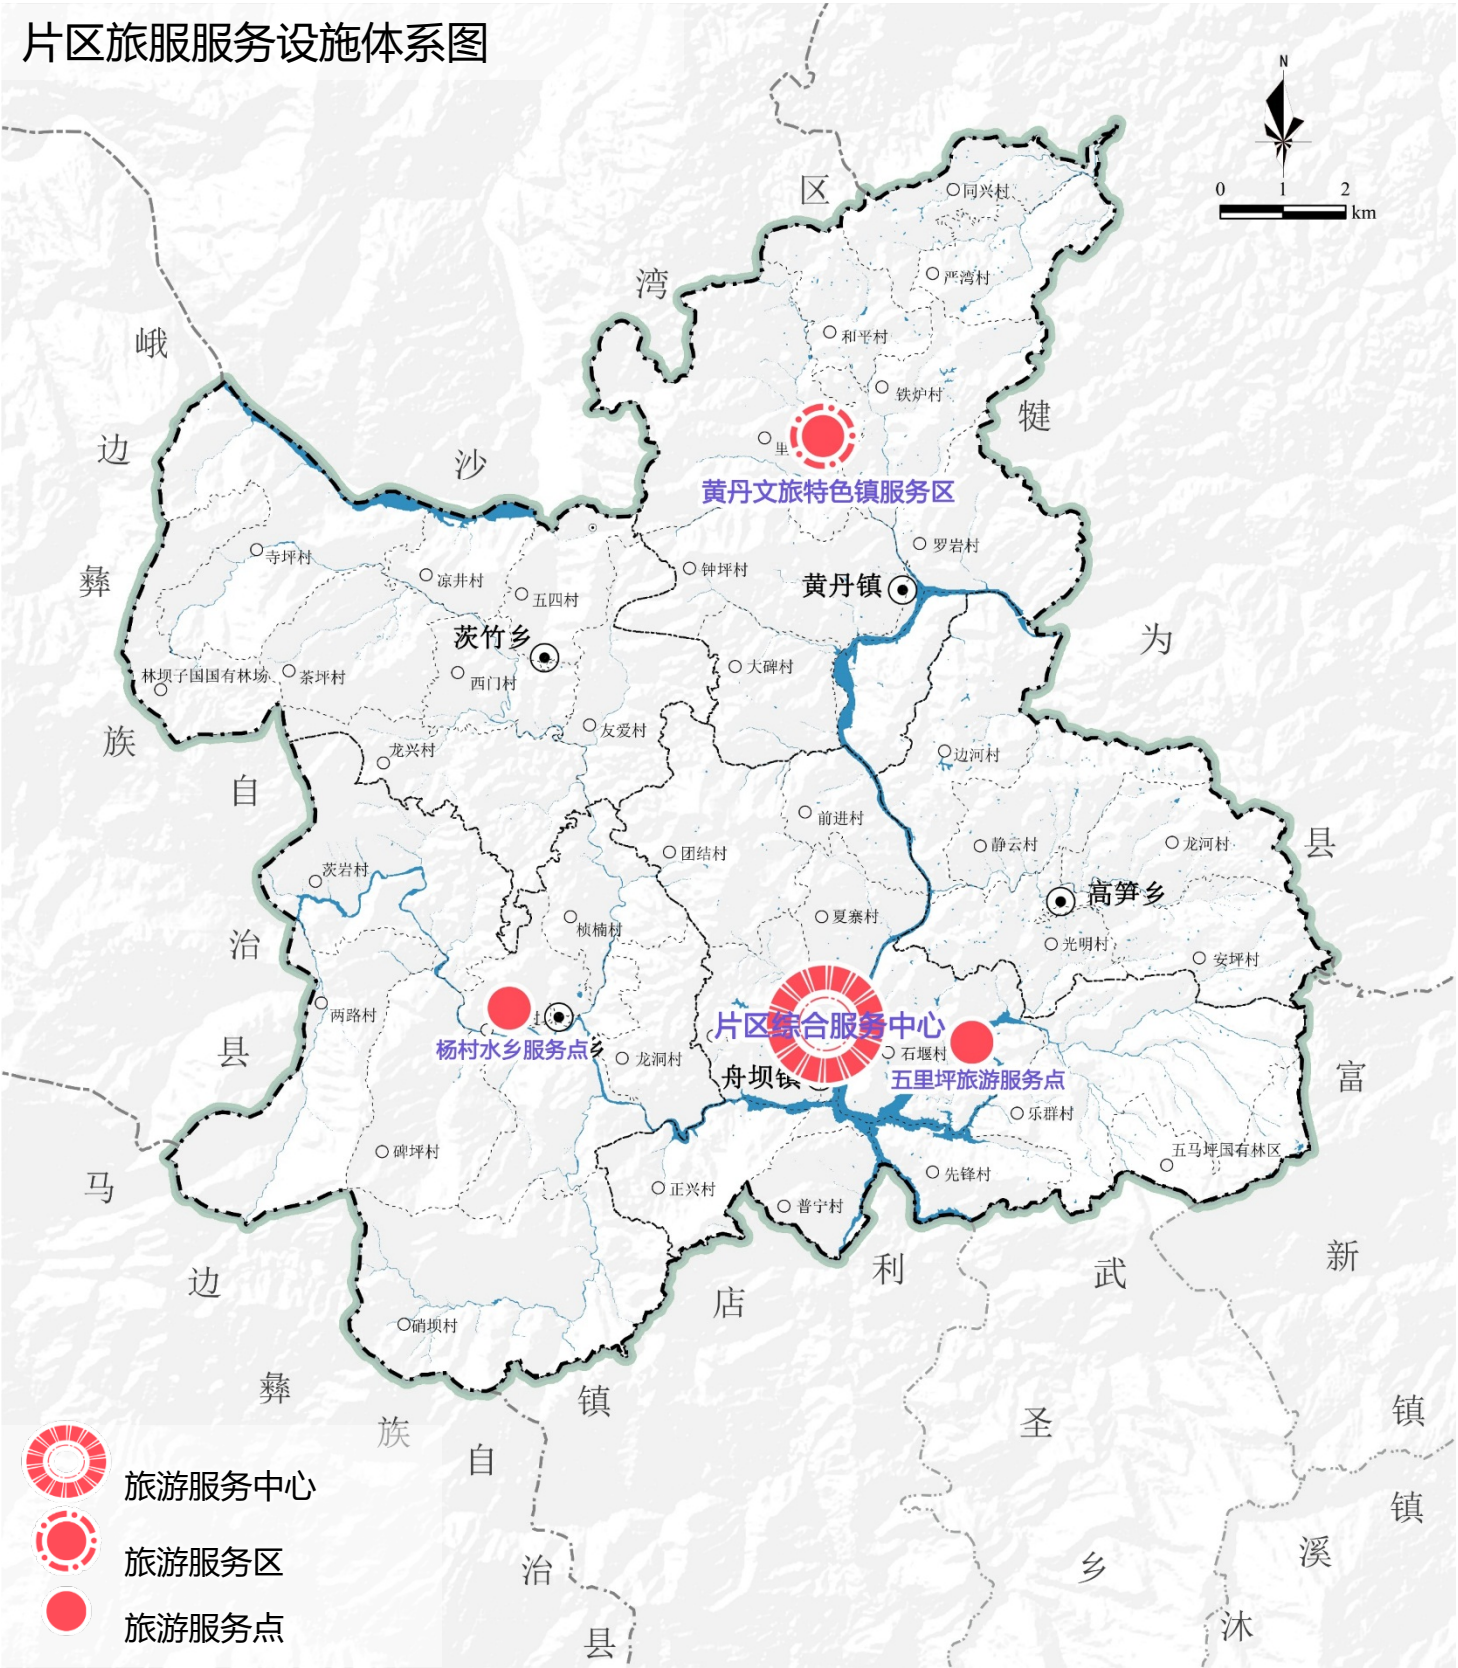 片区旅服服务设施体系图
N
0 1 2
km
区
同兴村
湾
严湾村
峨
和平村
铁炉村
犍
边
沙
里
黄丹文旅特色镇服务区
彝
寺坪村
凉井村
五四村
钟坪村
罗岩村
黄丹镇
茨竹乡
为
林坝子国国有林场
茶坪村
西门村
大碑村
族
友爱村
龙兴村
边河村
自
前进村
团结村
静云村
龙河村
县
茨岩村
高笋乡
夏寨村
桢楠村
光明村
安坪村
治
两路村
片区综合服务中心
杨村水乡服务点
乡
龙洞村
石堰村
县
舟坝镇
五里坪旅游服务点
富
乐群村
碑坪村
五马坪国有林区
马
正兴村
先锋村
普宁村
边
利
武
新
店
硝坝村
彝
镇
族
自
圣
镇
旅游服务中心
镇
旅游服务区
治
乡
溪
旅游服务点
县
沐